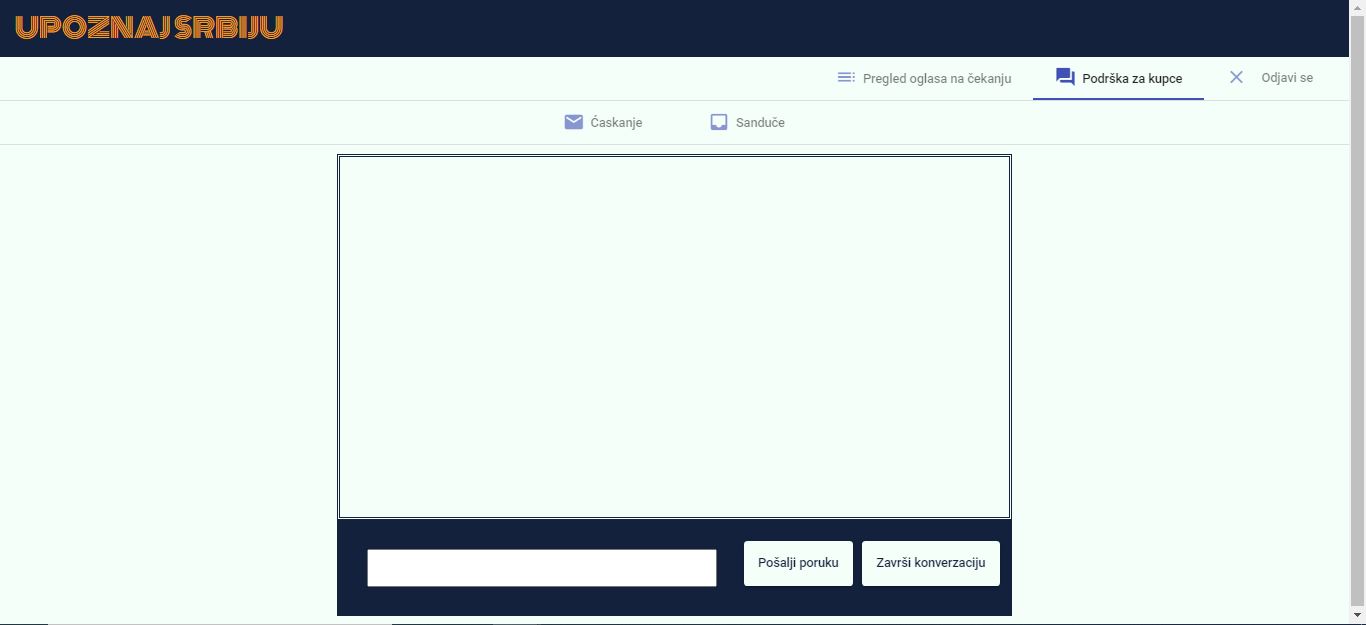 UPOZNAJ SRBIJU
Pregled oglasa na čekanju Podrška za kupce Odjavi se
Ćaskanje Sanduče
Pošalji poruku Završi konverzaciju